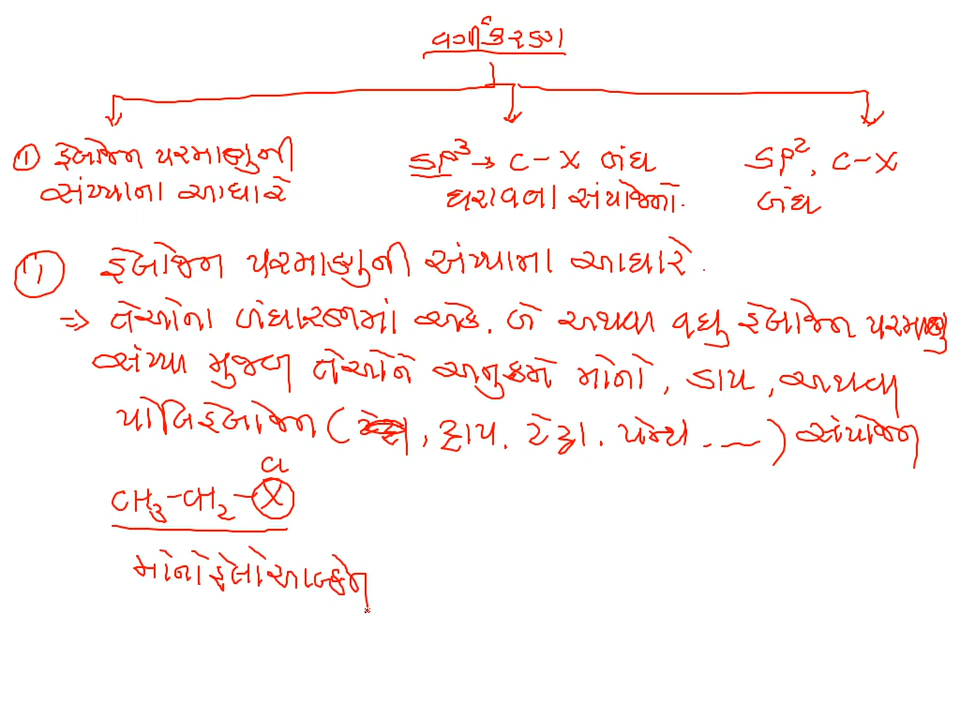 વર્ગીકરણ
① હેલોજન પરમાણુની
સંખ્યાના આધારે
SP³ → C – X બંધ
ધરાવતા સંયોજનો.
SP², C – X
બંધ
① હેલોજન પરમાણુની સંખ્યાના આધારે.
⇒ તેઓના બંધારણમાં એક, બે અથવા વધુ હેલોજન પરમાણુ
સંખ્યા મુજબ તેઓને અનુક્રમે મોનો, ડાય, અથવા
પોલિહેલોજન ( , ટ્રાય, ટેટ્રા, પેન્ટા ... ) સંયોજન
Cl
CH₃–CH₂–X
મોનોહેલોઆલ્કેન